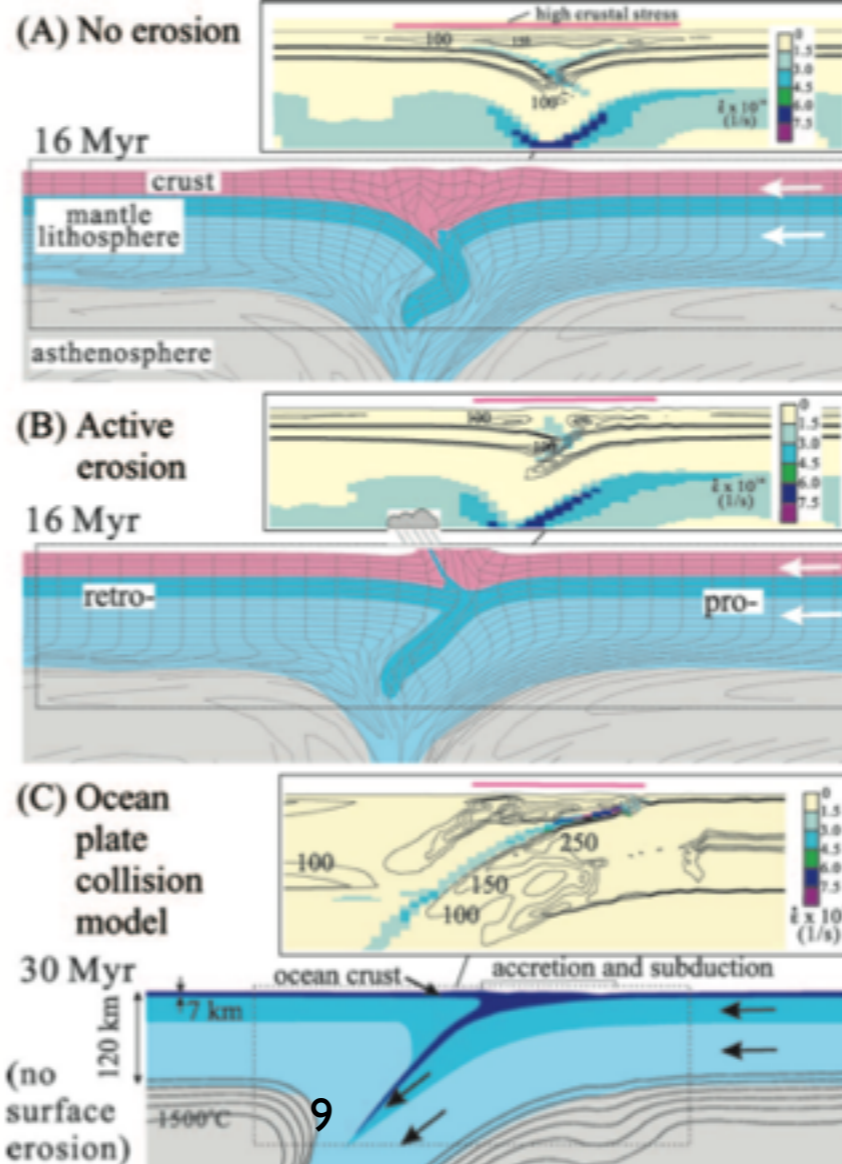 (A) No erosion
high crustal stress
100
150
100
0
1.5
3.0
4.5
6.0
7.5
(1/s)
16 Myr
crust
mantle
lithosphere
asthenosphere
(B) Active
erosion
100
100
0
1.5
3.0
4.5
6.0
7.5
(1/s)
16 Myr
retro-
pro-
(C) Ocean
plate
collision
model
100
250
150
100
0
1.5
3.0
4.5
6.0
7.5
ε̇ x 10
(1/s)
30 Myr
ocean crust
accretion and subduction
7 km
120 km
(no
surface
erosion)
1500°C
9